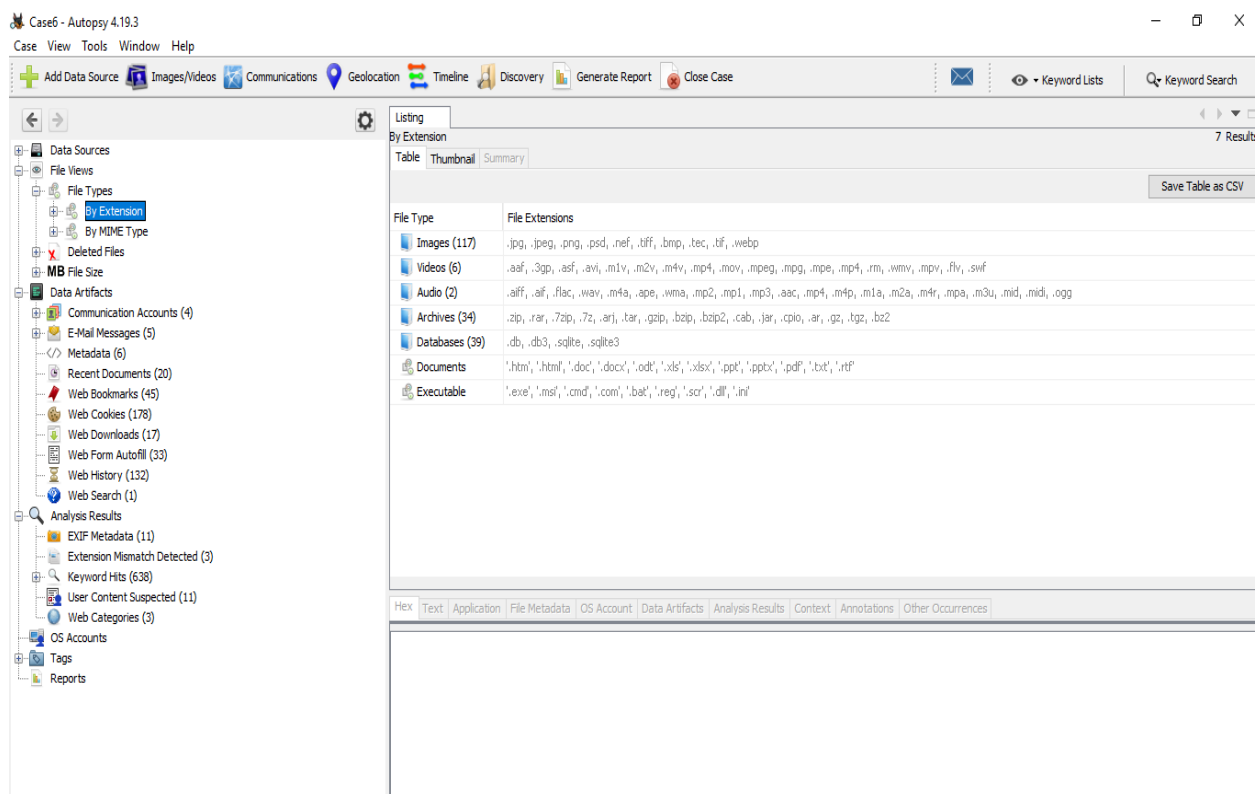 Case6 - Autopsy 4.19.3
Case View Tools Window Help
Add Data Source Images/Videos Communications Geolocation Timeline Discovery Generate Report Close Case Keyword Lists Keyword Search
Listing
By Extension 7 Results
Table Thumbnail Summary
Save Table as CSV
Data Sources
File Views
File Types
By Extension
By MIME Type
Deleted Files
MB File Size
Data Artifacts
Communication Accounts (4)
E-Mail Messages (5)
Metadata (6)
Recent Documents (20)
Web Bookmarks (45)
Web Cookies (178)
Web Downloads (17)
Web Form Autofill (33)
Web History (132)
Web Search (1)
Analysis Results
EXIF Metadata (11)
Extension Mismatch Detected (3)
Keyword Hits (638)
User Content Suspected (11)
Web Categories (3)
OS Accounts
Tags
Reports
File Type File Extensions
Images (117) .jpg, .jpeg, .png, .psd, .nef, .tiff, .bmp, .tec, .tif, .webp
Videos (6) .aaf, .3gp, .asf, .avi, .m1v, .m2v, .m4v, .mp4, .mov, .mpeg, .mpg, .mpe, .mp4, .rm, .wmv, .mpv, .flv, .swf
Audio (2) .aiff, .aif, .flac, .wav, .m4a, .ape, .wma, .mp2, .mp1, .mp3, .aac, .mp4, .m4p, .m1a, .m2a, .m4r, .mpa, .m3u, .mid, .midi, .ogg
Archives (34) .zip, .rar, .7zip, .7z, .arj, .tar, .gzip, .bzip, .bzip2, .cab, .jar, .cpio, .ar, .gz, .tgz, .bz2
Databases (39) .db, .db3, .sqlite, .sqlite3
Documents '.htm', '.html', '.doc', '.docx', '.odt', '.xls', '.xlsx', '.ppt', '.pptx', '.pdf', '.txt', '.rtf'
Executable '.exe', '.msi', '.cmd', '.com', '.bat', '.reg', '.scr', '.dll', '.ini'
Hex Text Application File Metadata OS Account Data Artifacts Analysis Results Context Annotations Other Occurrences